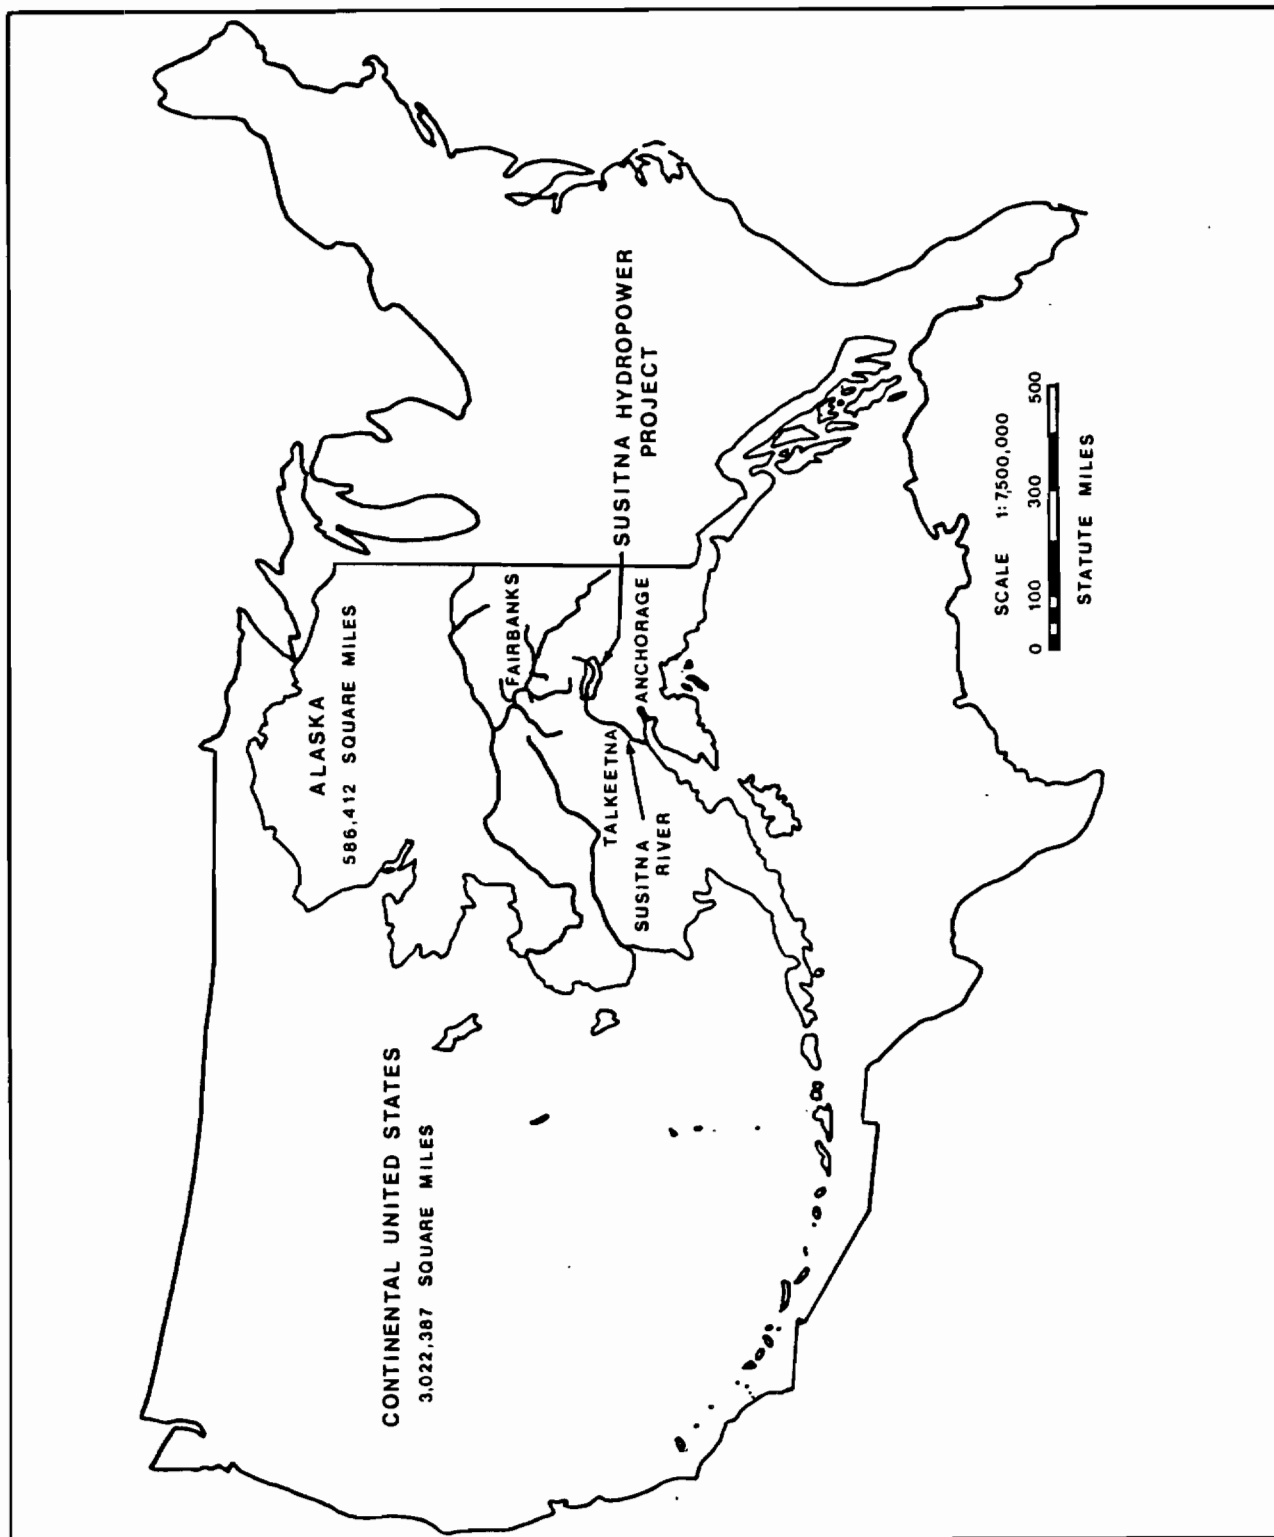 CONTINENTAL UNITED STATES
3,022,387 SQUARE MILES
ALASKA
586,412 SQUARE MILES
FAIRBANKS
SUSITNA HYDROPOWER
PROJECT
TALKEETNA
ANCHORAGE
SUSITNA
RIVER
SCALE 1:7,500,000
0 100 300 500
STATUTE MILES